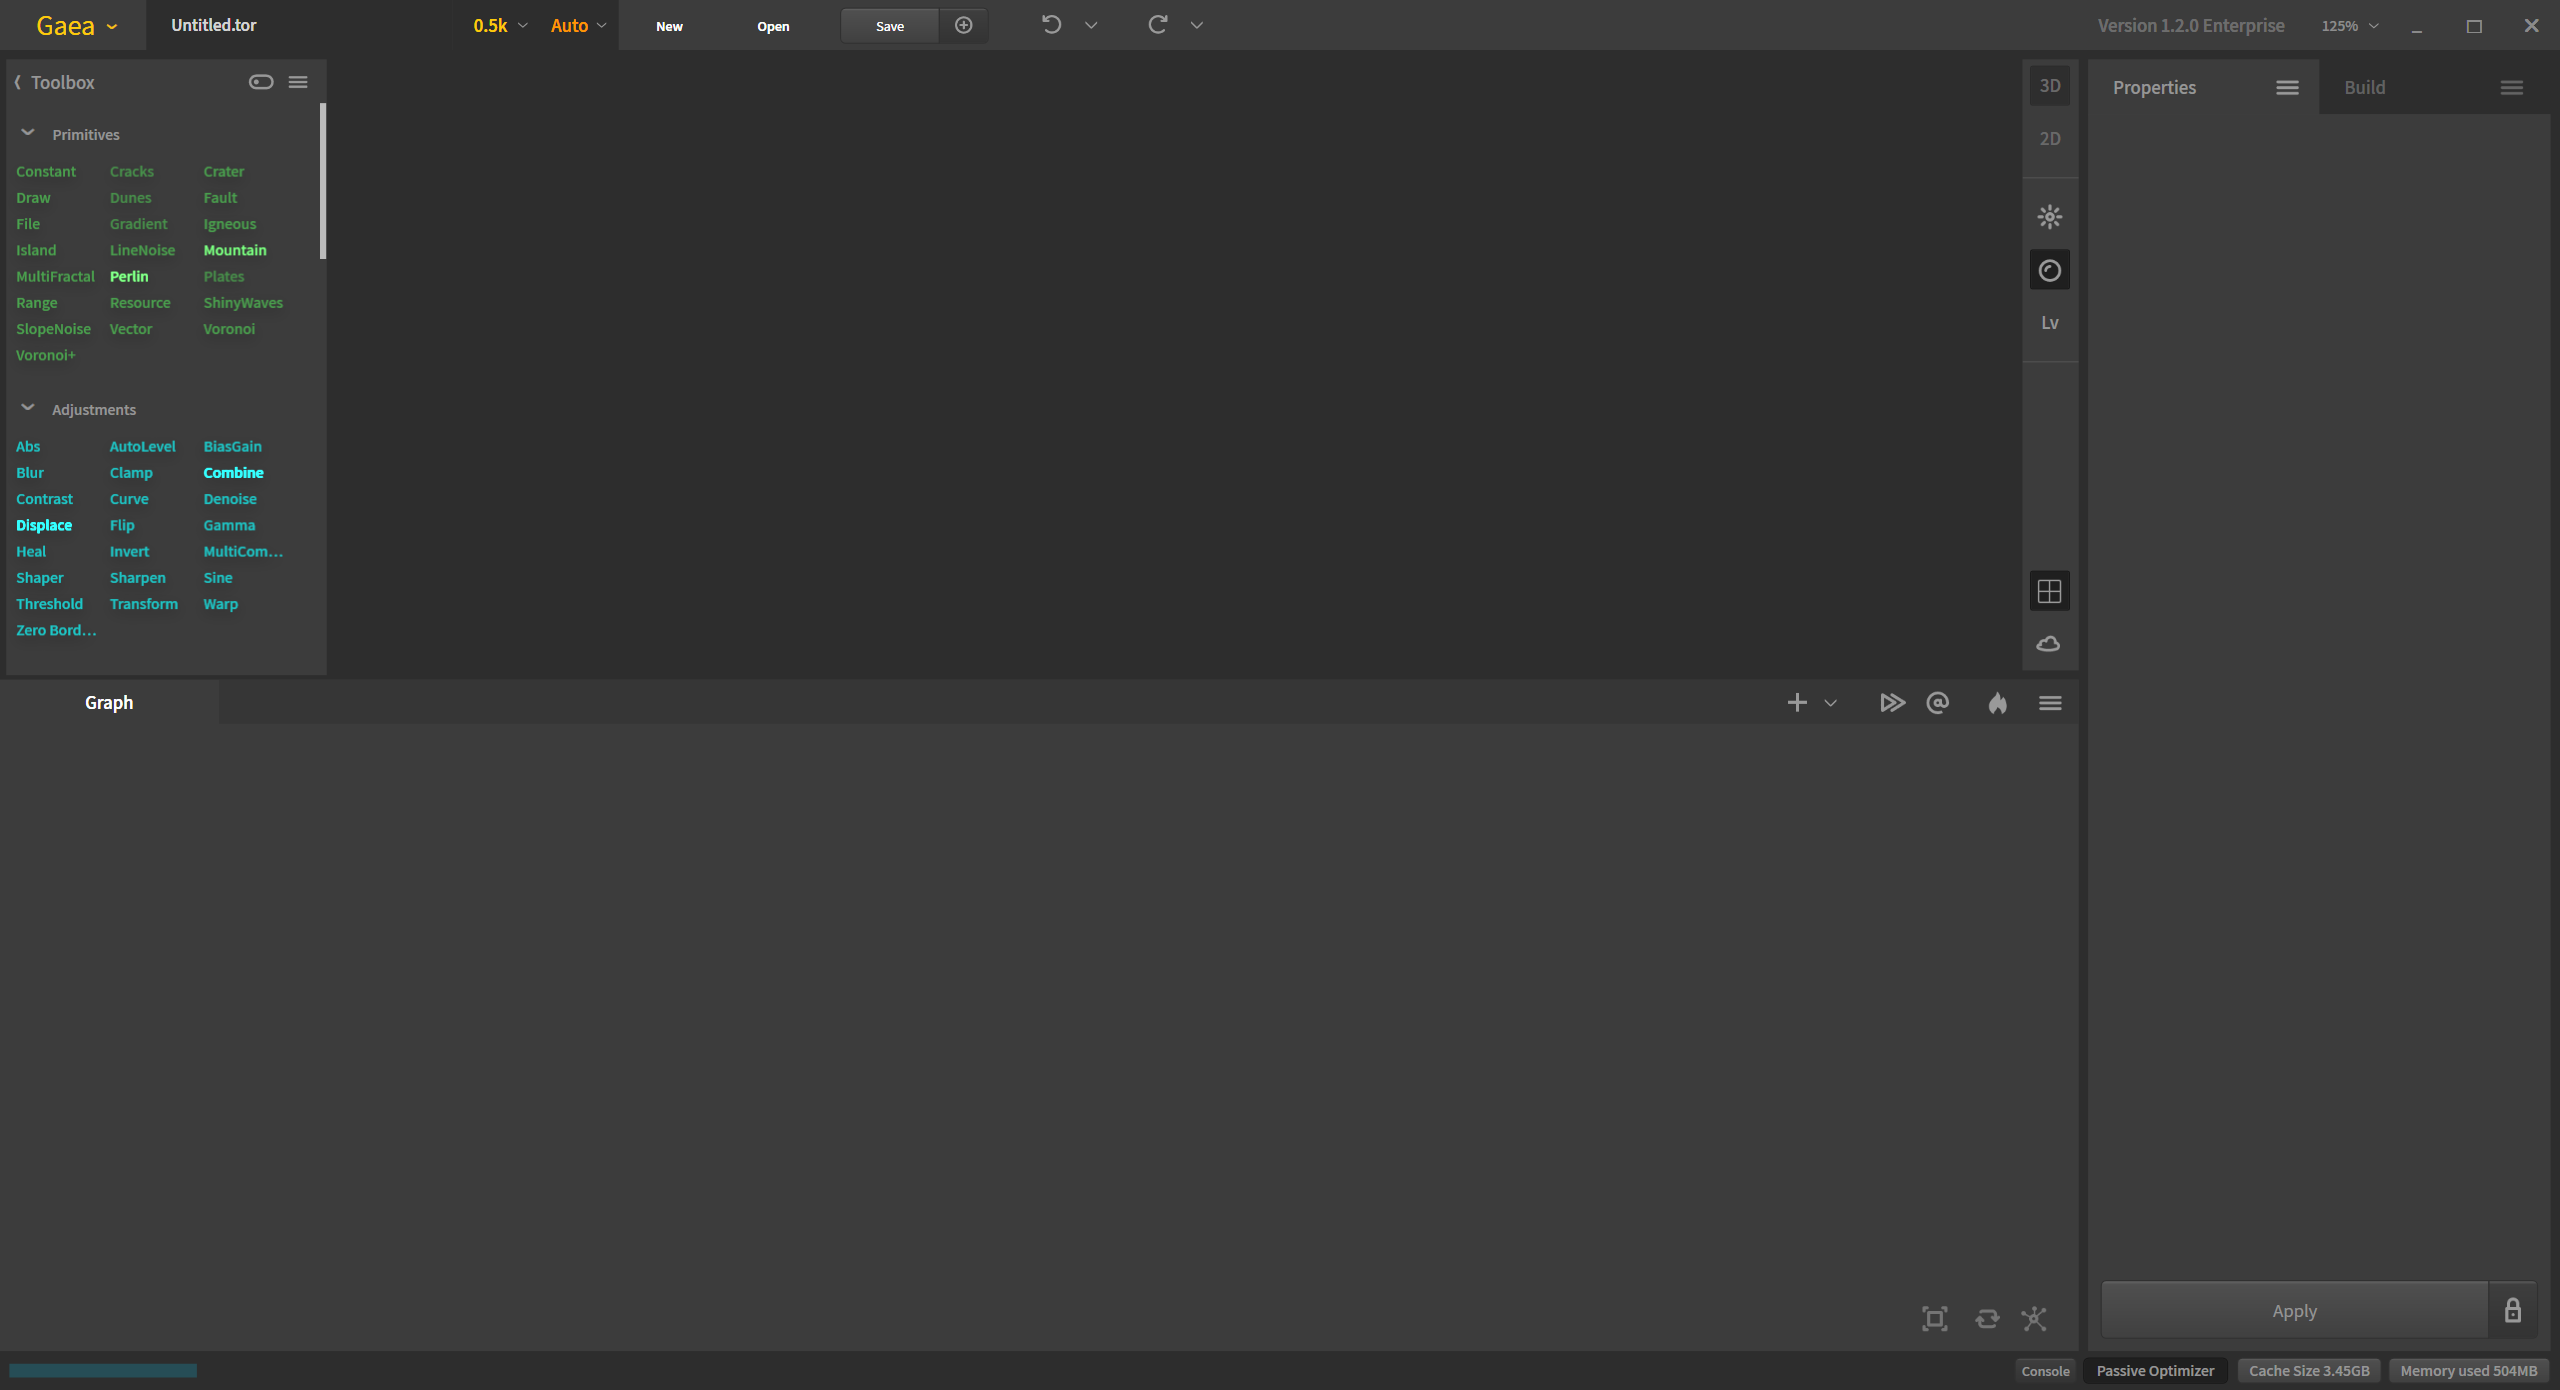 Gaea Untitled.tor 0.5k Auto New Open Save Version 1.2.0 Enterprise 125%
Toolbox
Primitives
Constant Cracks Crater
Draw Dunes Fault
File Gradient Igneous
Island LineNoise Mountain
MultiFractal Perlin Plates
Range Resource ShinyWaves
SlopeNoise Vector Voronoi
Voronoi+
Adjustments
Abs AutoLevel BiasGain
Blur Clamp Combine
Contrast Curve Denoise
Displace Flip Gamma
Heal Invert MultiCom...
Shaper Sharpen Sine
Threshold Transform Warp
Zero Bord...
3D
2D
Lv
Properties Build
Graph
Apply
Console Passive Optimizer Cache Size 3.45GB Memory used 504MB